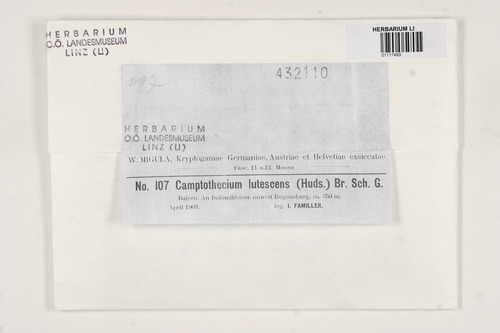 HERBARIUM
O.Ö. LANDESMUSEUM
LINZ (LI)
HERBARIUM LI
01117493
432110
HERBARIUM
O.Ö. LANDESMUSEUM
LINZ (LI)
W. MIGULA, Kryptogamae Germaniae, Austriae et Helvetiae exsiccatae
Fasc. 11 u.12. Moose
No. 107 Camptothecium lutescens (Huds.) Br. Sch. G.
Baiern: An Dolomitfelsen unweit Regensburg, ca. 350 m.
April 1903. leg. I. FAMILLER.